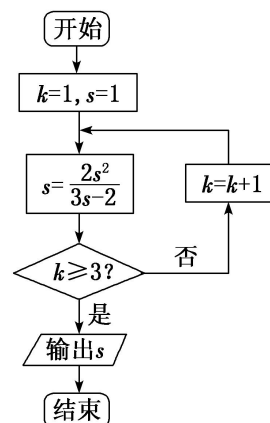 开始
k=1, s=1
s=2s²/(3s-2)
k=k+1
k≥3?
否
是
输出s
结束